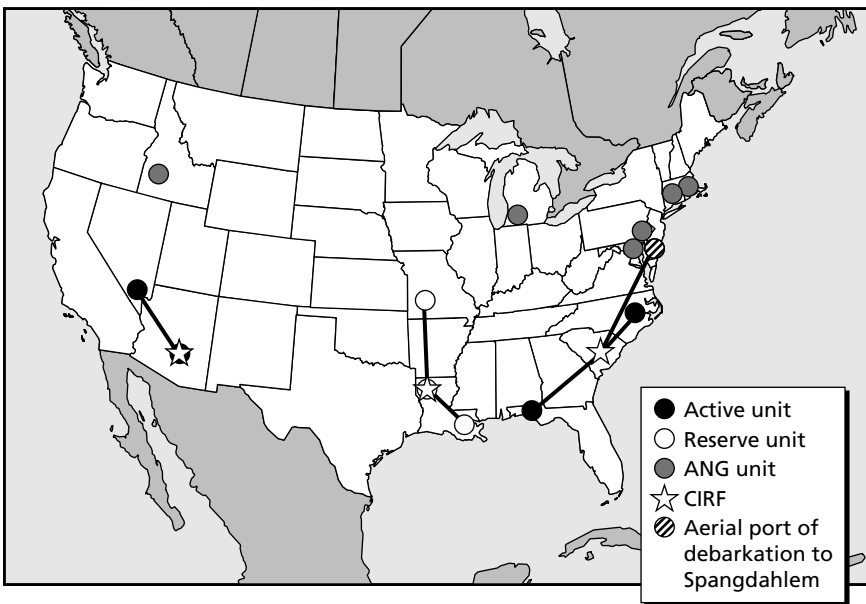 Active unit
Reserve unit
ANG unit
CIRF
Aerial port of
debarkation to
Spangdahlem